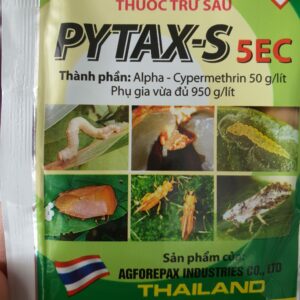 THUỐC TRỪ SÂU
PYTAX-S 5EC
Thành phần: Alpha - Cypermethrin 50 g/lít
Phụ gia vừa đủ 950 g/lít
Sản phẩm của:
AGFOREPAX INDUSTRIES CO., LTD
THAILAND